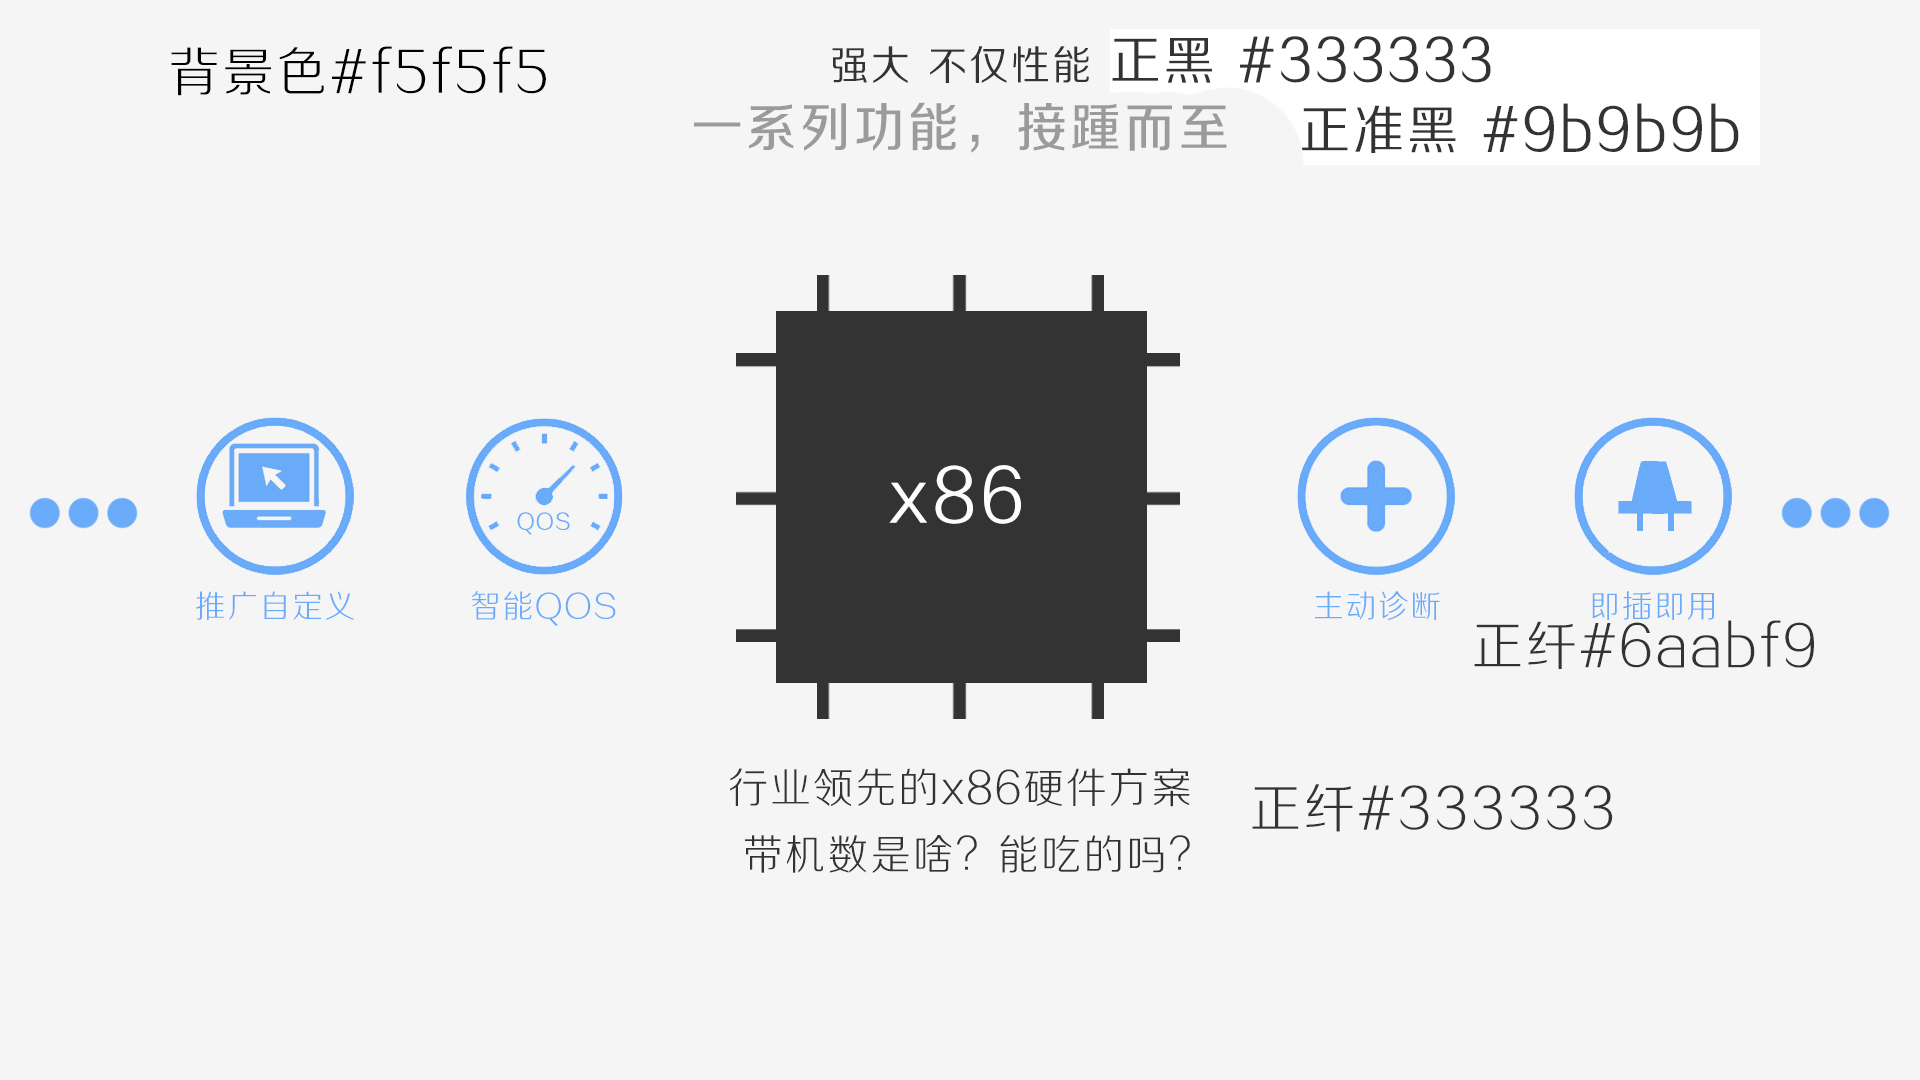 背景色#f5f5f5
强大 不仅性能
正黑 #333333
一系列功能，接踵而至
正准黑 #9b9b9b
x86
QOS
推广自定义
智能QOS
主动诊断
即插即用
正纤#6aabf9
行业领先的x86硬件方案
正纤#333333
带机数是啥？能吃的吗？